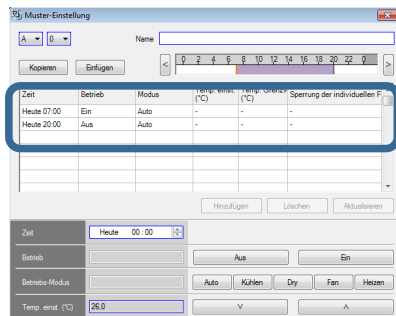 Muster-Einstellung
A 0 Name
Kopieren Einfügen < 0 2 4 6 8 10 12 14 16 18 20 22 0 >
Zeit Betrieb Modus Temp. einst. (°C) Temp. Grenzw (°C) Sperrung der individuellen F
Heute 07:00 Ein Auto - - -
Heute 20:00 Aus Auto - - -
Hinzufügen Löschen Aktualisieren
Zeit Heute 00 : 00
Betrieb Aus Ein
Betriebs-Modus Auto Kühlen Dry Fan Heizen
Temp. einst. (°C) 26,0 V Λ